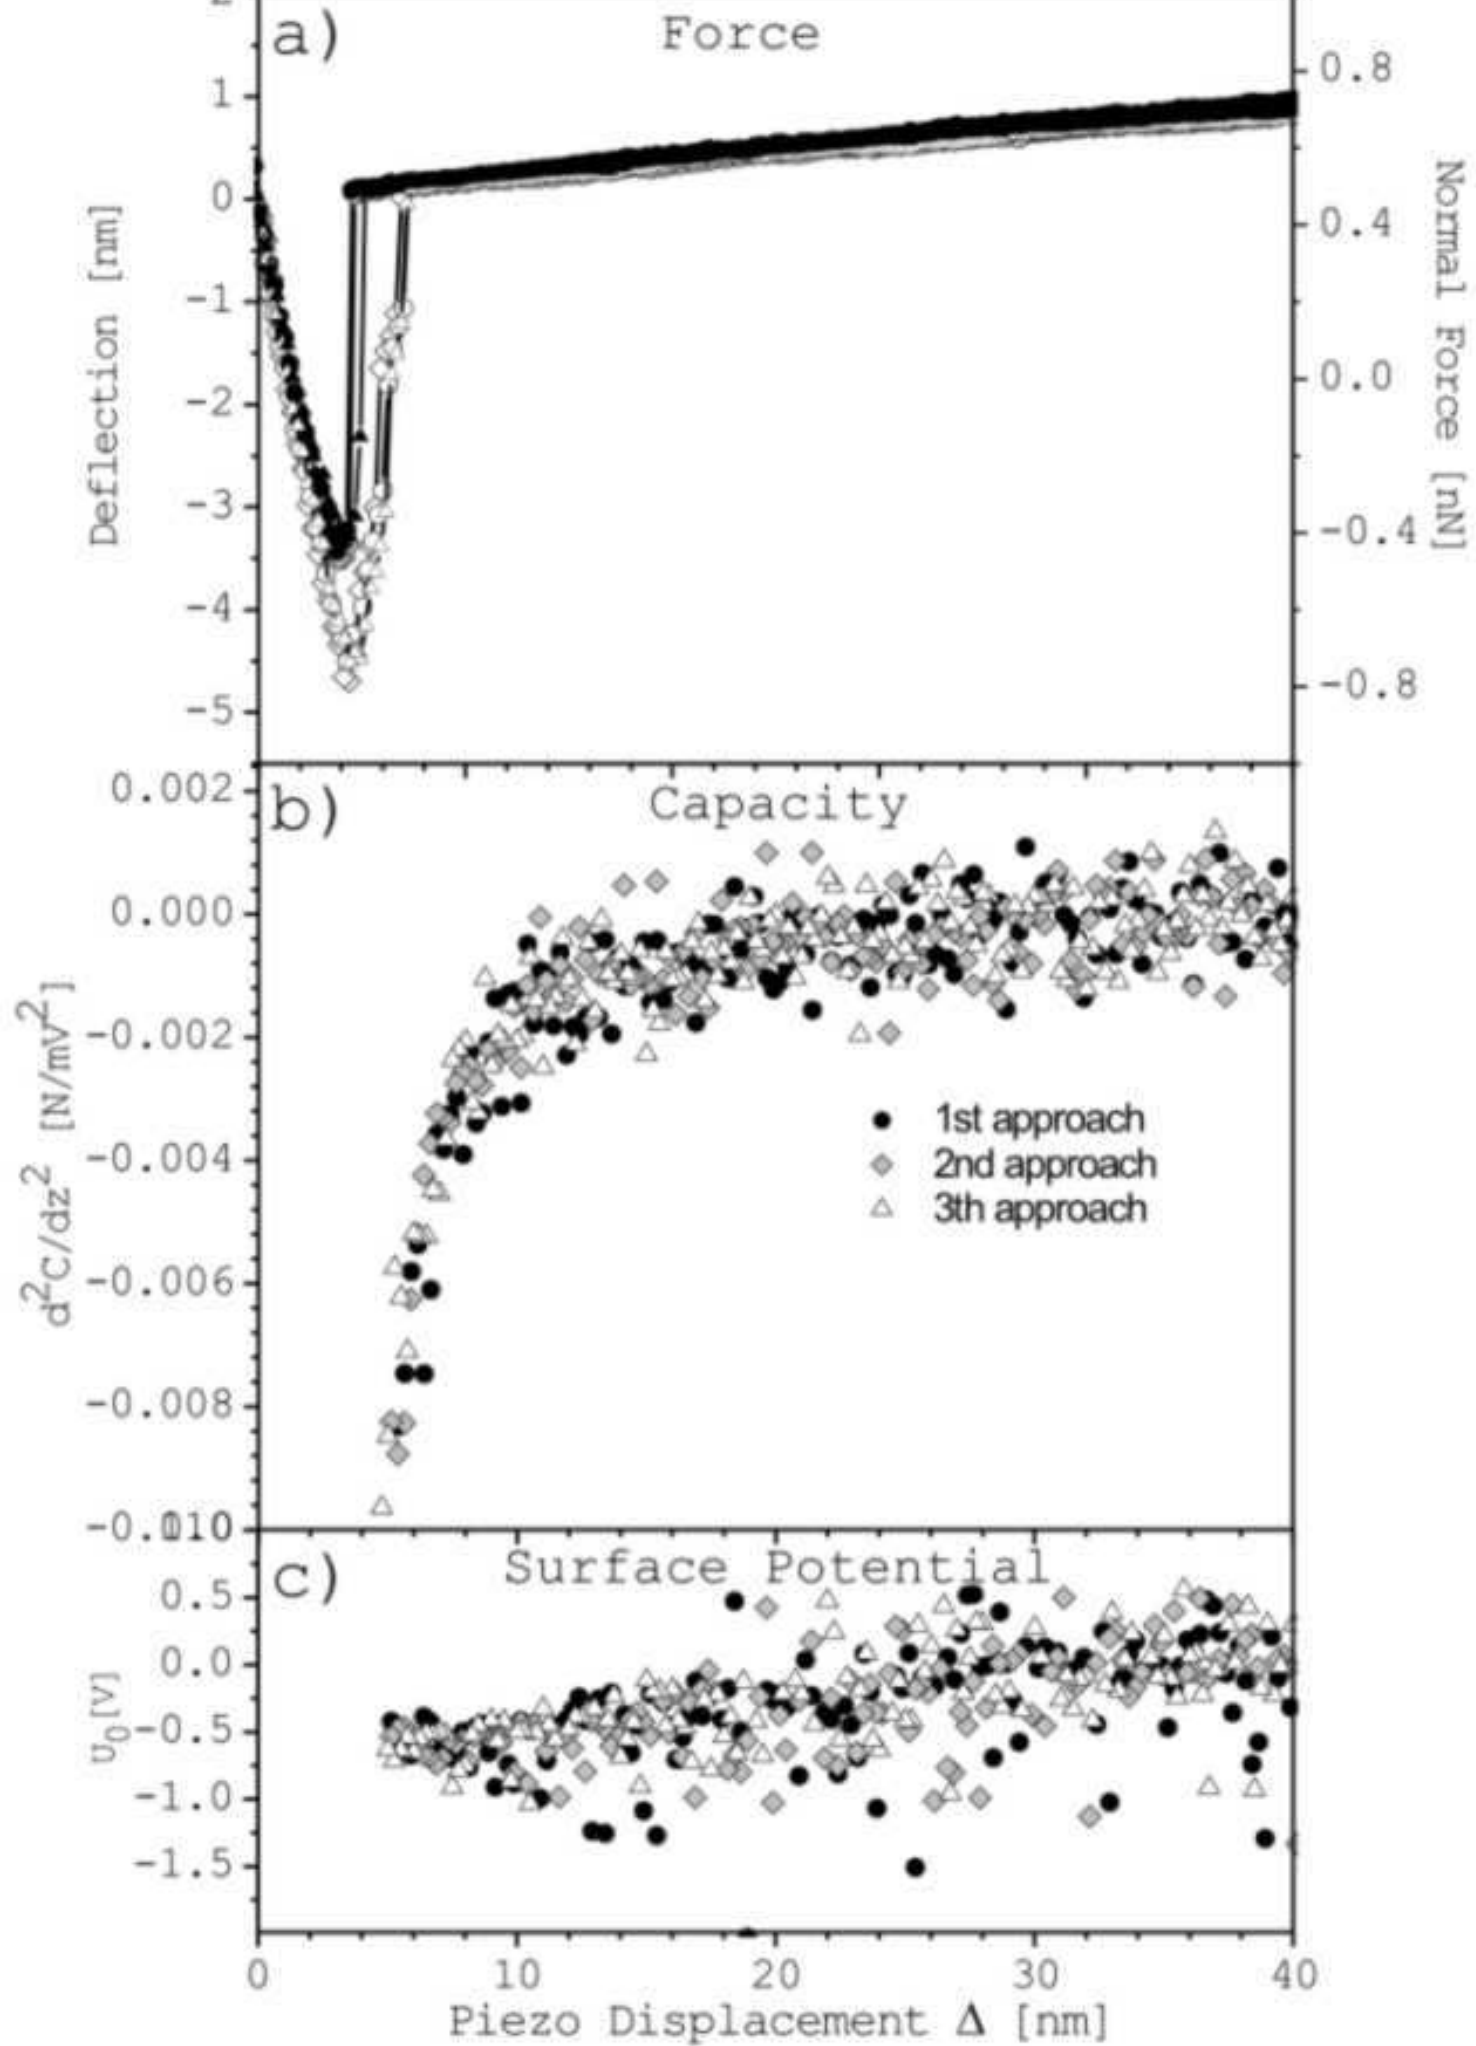 a) Force
2
1
0
-1
-2
-3
-4
-5
Deflection [nm]
0.8
0.4
0.0
-0.4
-0.8
Normal Force [nN]
b) Capacity
0.002
0.000
-0.002
-0.004
-0.006
-0.008
-0.010
d²C/dz² [N/mV²]
1st approach
2nd approach
3th approach
c) Surface Potential
0.5
0.0
-0.5
-1.0
-1.5
U₀[V]
0 10 20 30 40
Piezo Displacement Δ [nm]